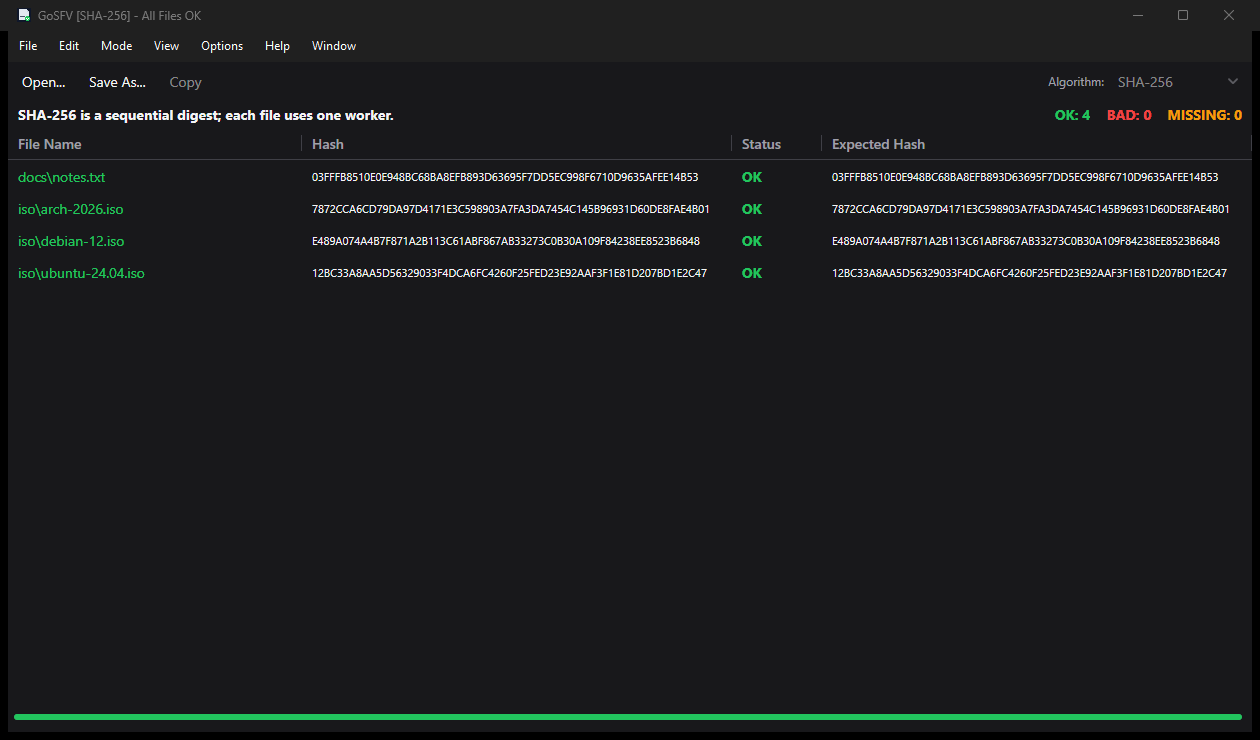 GoSFV [SHA-256] - All Files OK
File Edit Mode View Options Help Window
Open... Save As... Copy Algorithm: SHA-256
SHA-256 is a sequential digest; each file uses one worker. OK: 4 BAD: 0 MISSING: 0
File Name Hash Status Expected Hash
docs\notes.txt 03FFFB8510E0E948BC68BA8EFB893D63695F7DD5EC998F6710D9635AFEE14B53 OK 03FFFB8510E0E948BC68BA8EFB893D63695F7DD5EC998F6710D9635AFEE14B53
iso\arch-2026.iso 7872CCA6CD79DA97D4171E3C598903A7FA3DA7454C145B96931D60DE8FAE4B01 OK 7872CCA6CD79DA97D4171E3C598903A7FA3DA7454C145B96931D60DE8FAE4B01
iso\debian-12.iso E489A074A4B7F871A2B113C61ABF867AB33273C0B30A109F84238EE8523B6848 OK E489A074A4B7F871A2B113C61ABF867AB33273C0B30A109F84238EE8523B6848
iso\ubuntu-24.04.iso 12BC33A8AA5D56329033F4DCA6FC4260F25FED23E92AAF3F1E81D207BD1E2C47 OK 12BC33A8AA5D56329033F4DCA6FC4260F25FED23E92AAF3F1E81D207BD1E2C47